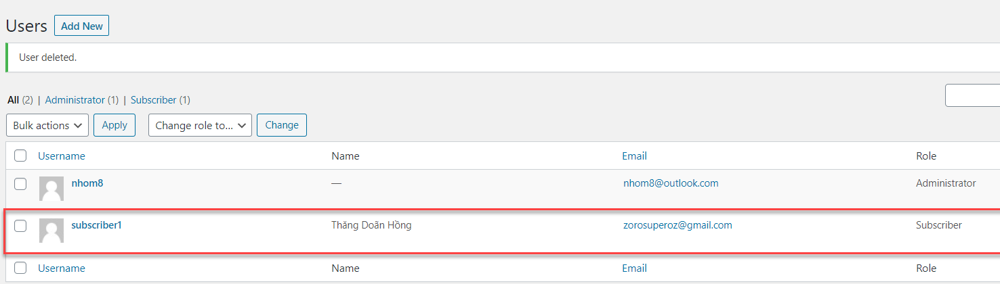 Users Add New
User deleted.
All (2) | Administrator (1) | Subscriber (1)
Bulk actions Apply Change role to... Change
Username Name Email Role
nhom8 — nhom8@outlook.com Administrator
subscriber1 Thăng Doãn Hồng zorosuperoz@gmail.com Subscriber
Username Name Email Role